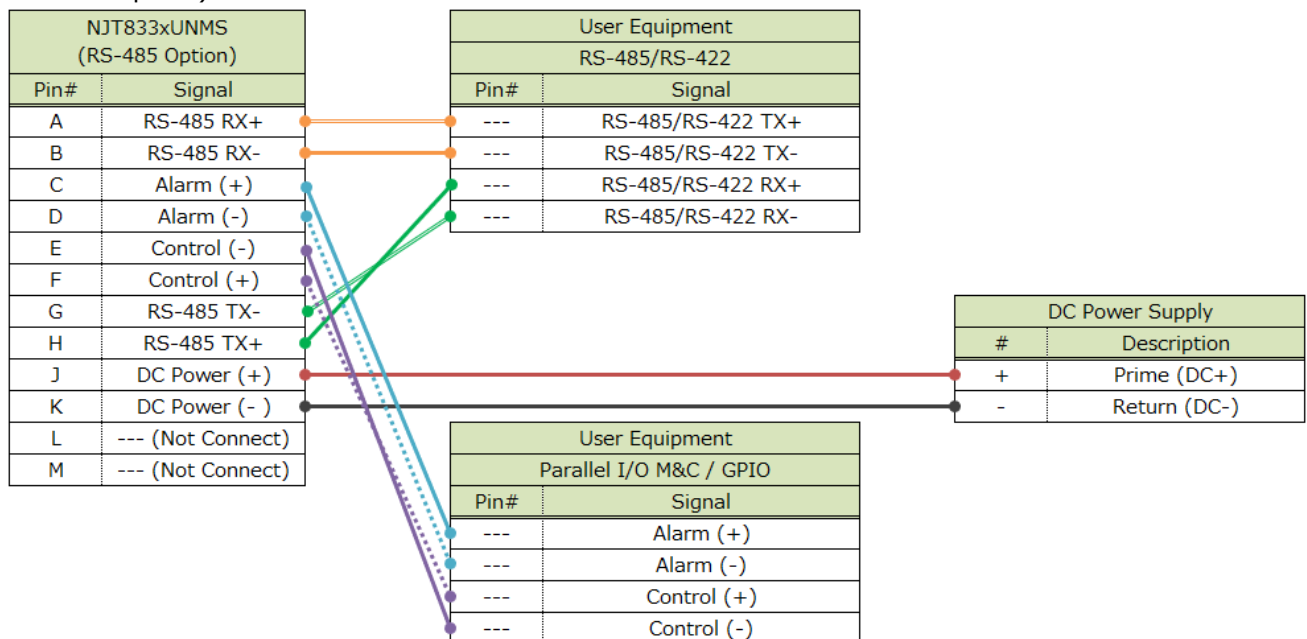 NJT833xUNMS
(RS-485 Option)
Pin# Signal
A RS-485 RX+
B RS-485 RX-
C Alarm (+)
D Alarm (-)
E Control (-)
F Control (+)
G RS-485 TX-
H RS-485 TX+
J DC Power (+)
K DC Power (- )
L --- (Not Connect)
M --- (Not Connect)
User Equipment
RS-485/RS-422
Pin# Signal
--- RS-485/RS-422 TX+
--- RS-485/RS-422 TX-
--- RS-485/RS-422 RX+
--- RS-485/RS-422 RX-
DC Power Supply
# Description
+ Prime (DC+)
- Return (DC-)
User Equipment
Parallel I/O M&C / GPIO
Pin# Signal
--- Alarm (+)
--- Alarm (-)
--- Control (+)
--- Control (-)